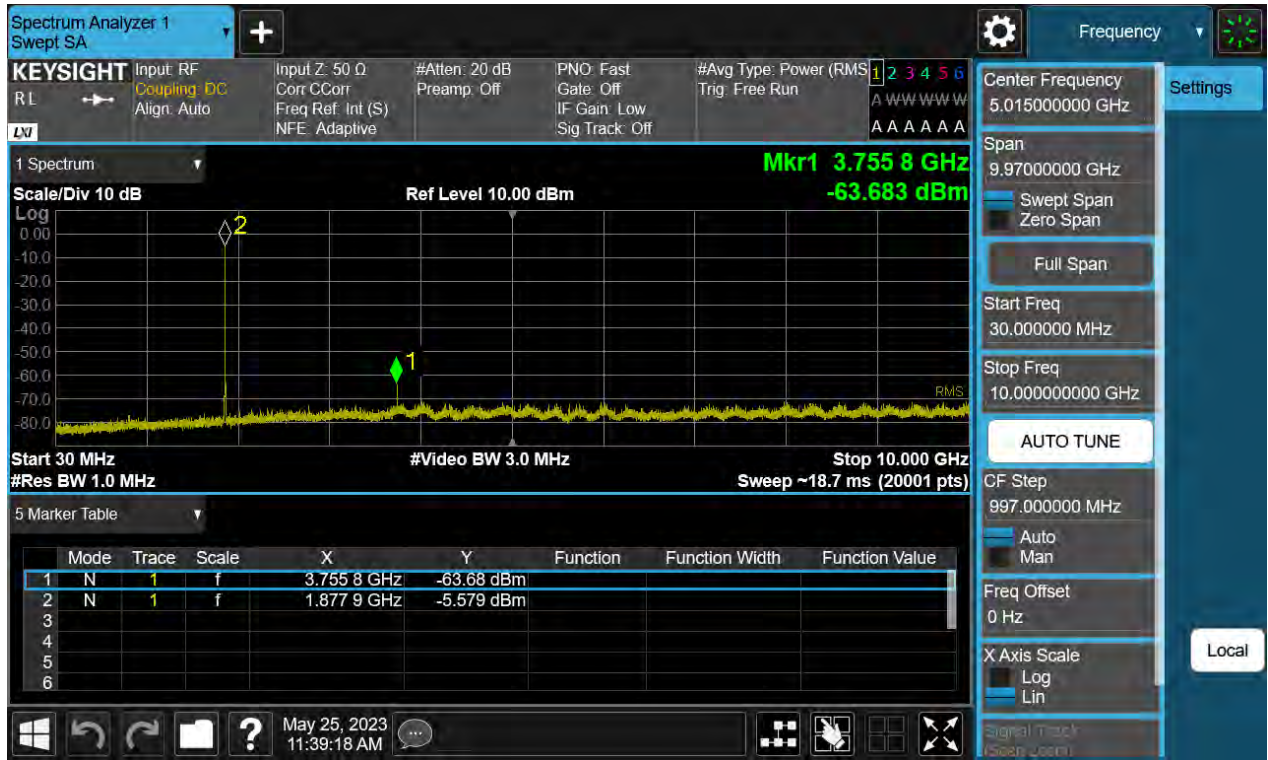 Spectrum Analyzer 1
Swept SA
Frequency
KEYSIGHT
RL
LXI
Input: RF
Coupling: DC
Align: Auto
Input Z: 50 Ω
Corr CCorr
Freq Ref: Int (S)
NFE: Adaptive
#Atten: 20 dB
Preamp: Off
PNO: Fast
Gate: Off
IF Gain: Low
Sig Track: Off
#Avg Type: Power (RMS)
Trig: Free Run
1 2 3 4 5 6
A W W W W W
A A A A A A
1 Spectrum
Scale/Div 10 dB
Ref Level 10.00 dBm
Mkr1 3.755 8 GHz
-63.683 dBm
Log
0.00
-10.0
-20.0
-30.0
-40.0
-50.0
-60.0
-70.0
-80.0
2
1
RMS
Start 30 MHz
#Video BW 3.0 MHz
Stop 10.000 GHz
#Res BW 1.0 MHz
Sweep ~18.7 ms (20001 pts)
5 Marker Table
Mode Trace Scale X Y Function Function Width Function Value
1 N 1 f 3.755 8 GHz -63.68 dBm
2 N 1 f 1.877 9 GHz -5.579 dBm
3
4
5
6
May 25, 2023
11:39:18 AM
Center Frequency
5.015000000 GHz
Settings
Span
9.97000000 GHz
Swept Span
Zero Span
Full Span
Start Freq
30.000000 MHz
Stop Freq
10.000000000 GHz
AUTO TUNE
CF Step
997.000000 MHz
Auto
Man
Freq Offset
0 Hz
X Axis Scale
Log
Lin
Local
Signal Track
(Span Zoom)